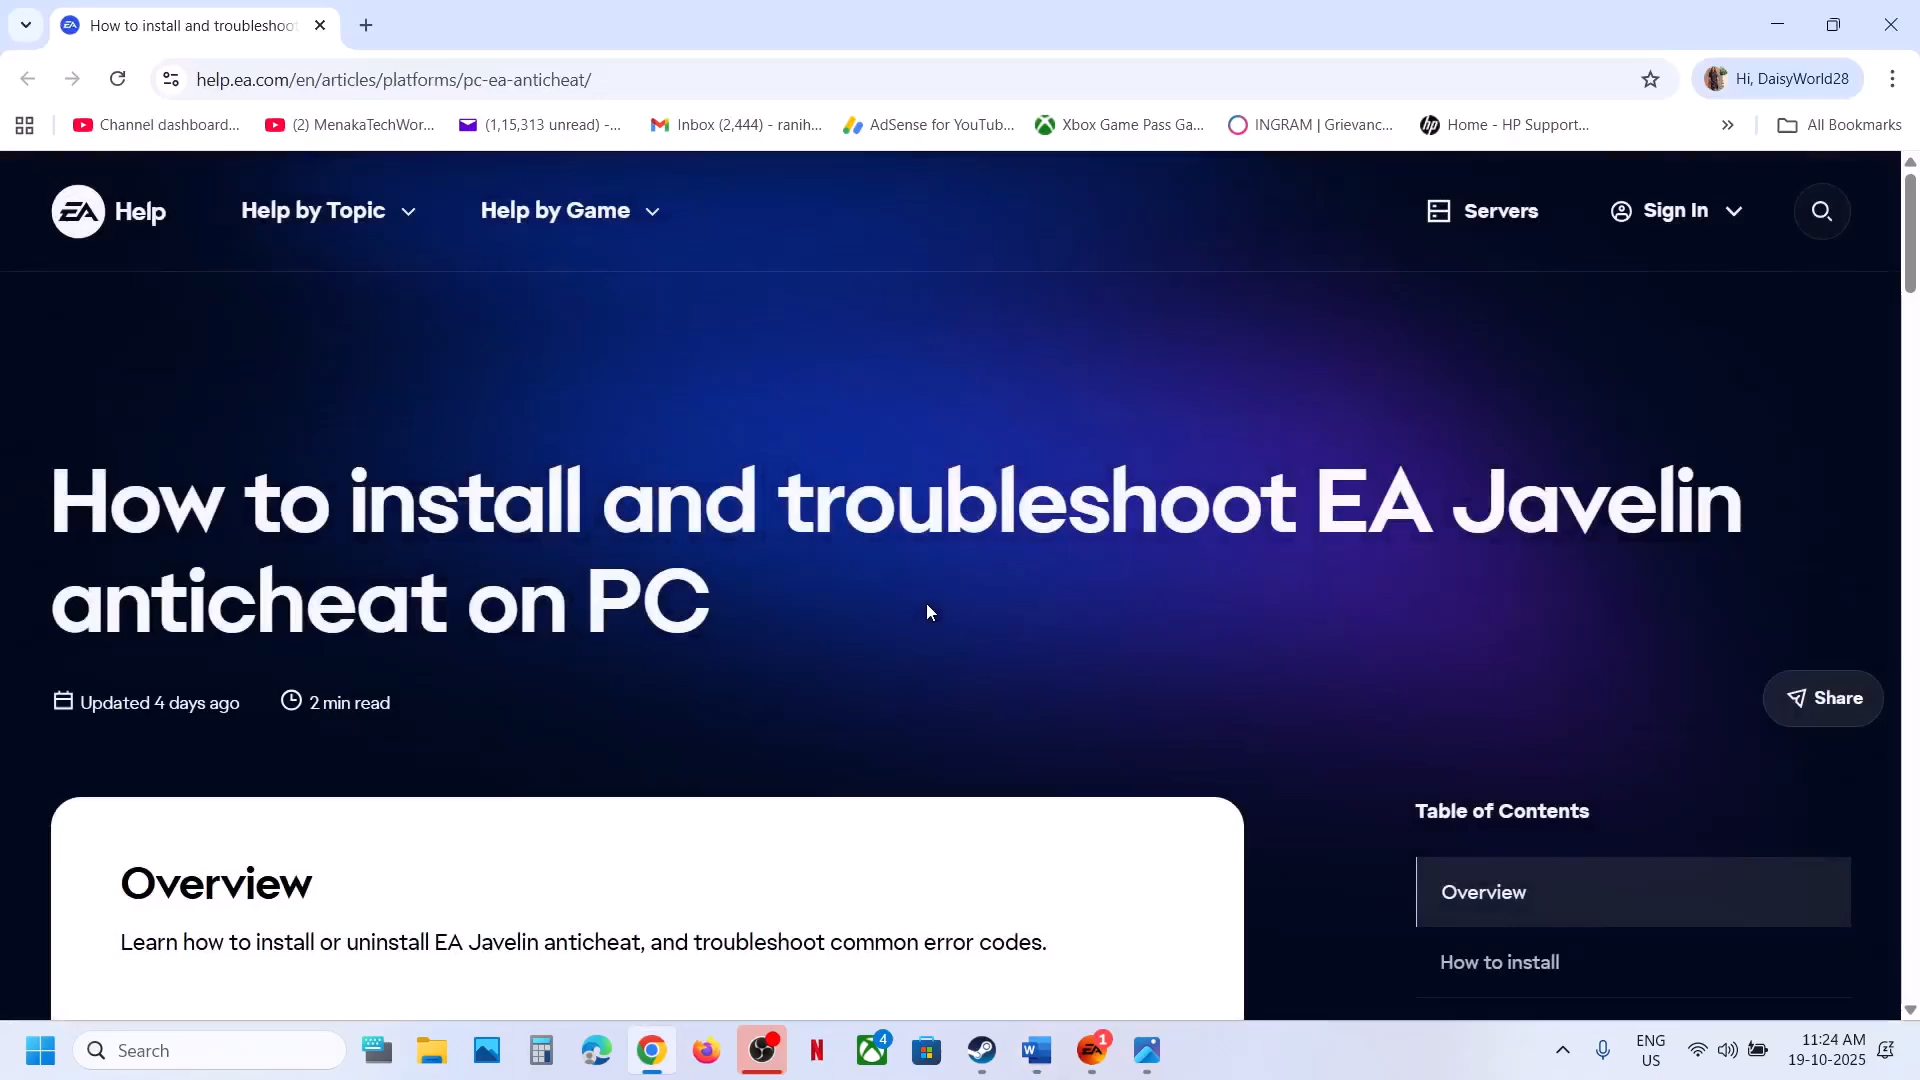 How to install and troubleshoot
help.ea.com/en/articles/platforms/pc-ea-anticheat/
Hi, DaisyWorld28
Channel dashboard...
(2) MenakaTechWor...
(1,15,313 unread) -...
Inbox (2,444) - ranih...
AdSense for YouTub...
Xbox Game Pass Ga...
INGRAM | Grievanc...
Home - HP Support...
All Bookmarks
EA Help
Help by Topic
Help by Game
Servers
Sign In
How to install and troubleshoot EA Javelin
anticheat on PC
Updated 4 days ago
2 min read
Share
Table of Contents
Overview
Overview
Learn how to install or uninstall EA Javelin anticheat, and troubleshoot common error codes.
How to install
Search
4
1
ENG
US
11:24 AM
19-10-2025